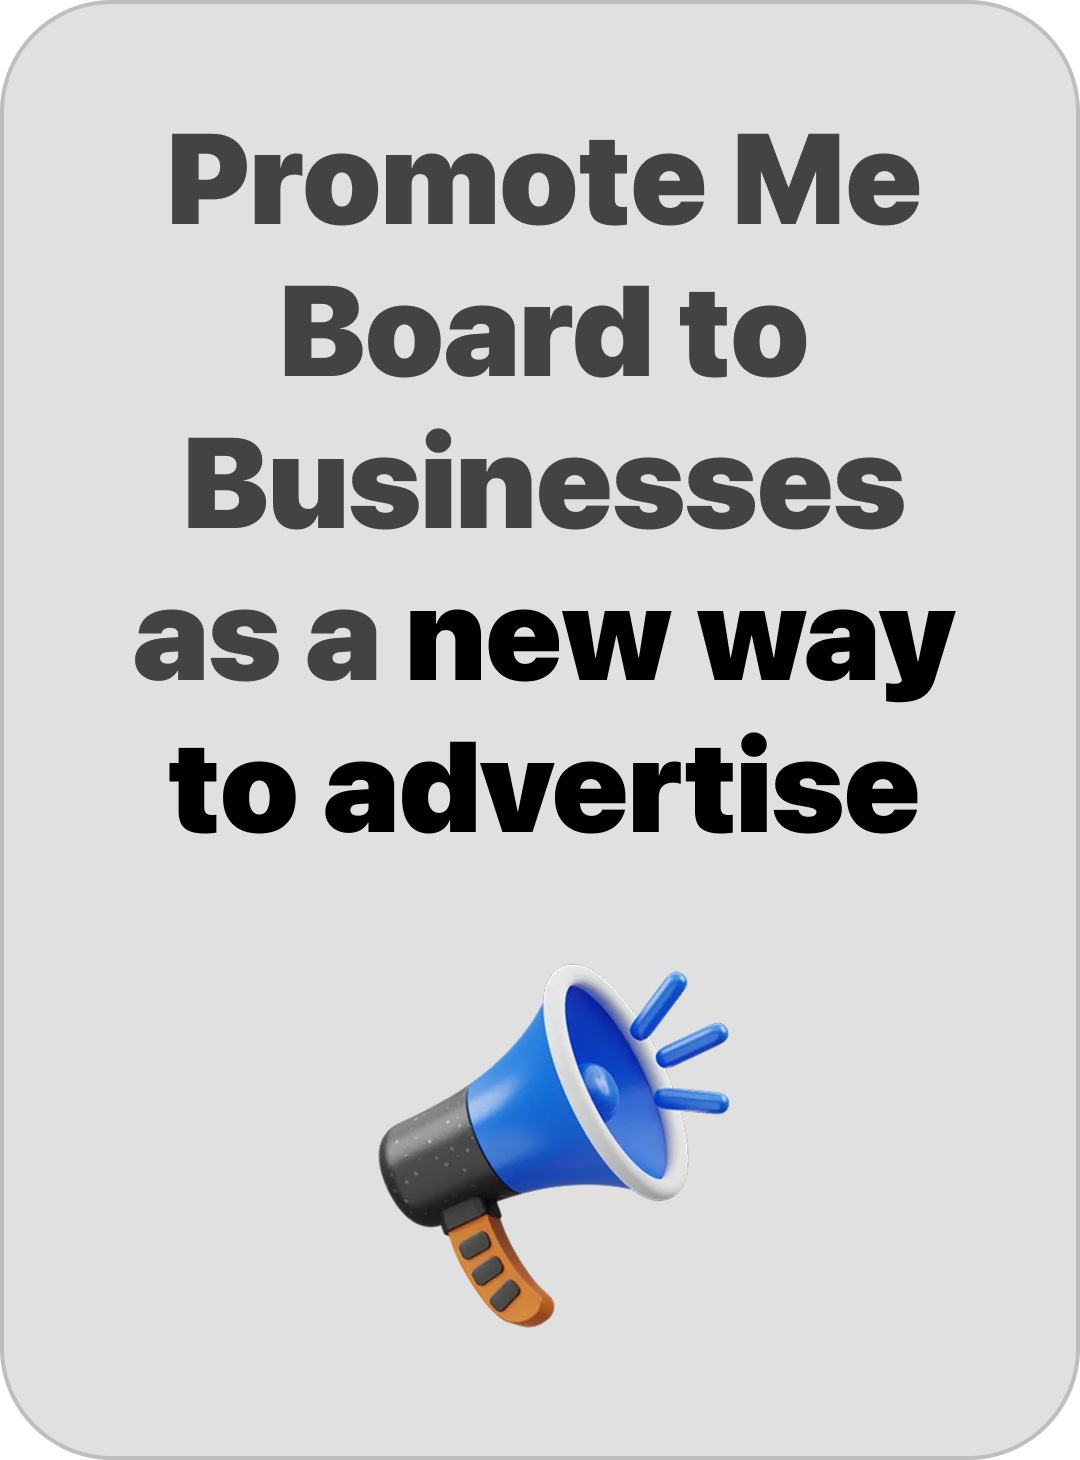 Promote Me
Board to
Businesses
as a new way
to advertise